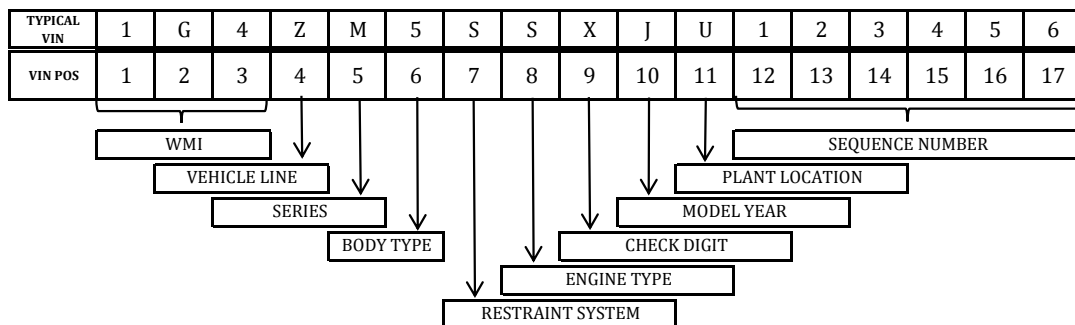 TYPICAL VIN 1 G 4 Z M 5 S S X J U 1 2 3 4 5 6
VIN POS 1 2 3 4 5 6 7 8 9 10 11 12 13 14 15 16 17
WMI SEQUENCE NUMBER
VEHICLE LINE PLANT LOCATION
SERIES MODEL YEAR
BODY TYPE CHECK DIGIT
ENGINE TYPE
RESTRAINT SYSTEM